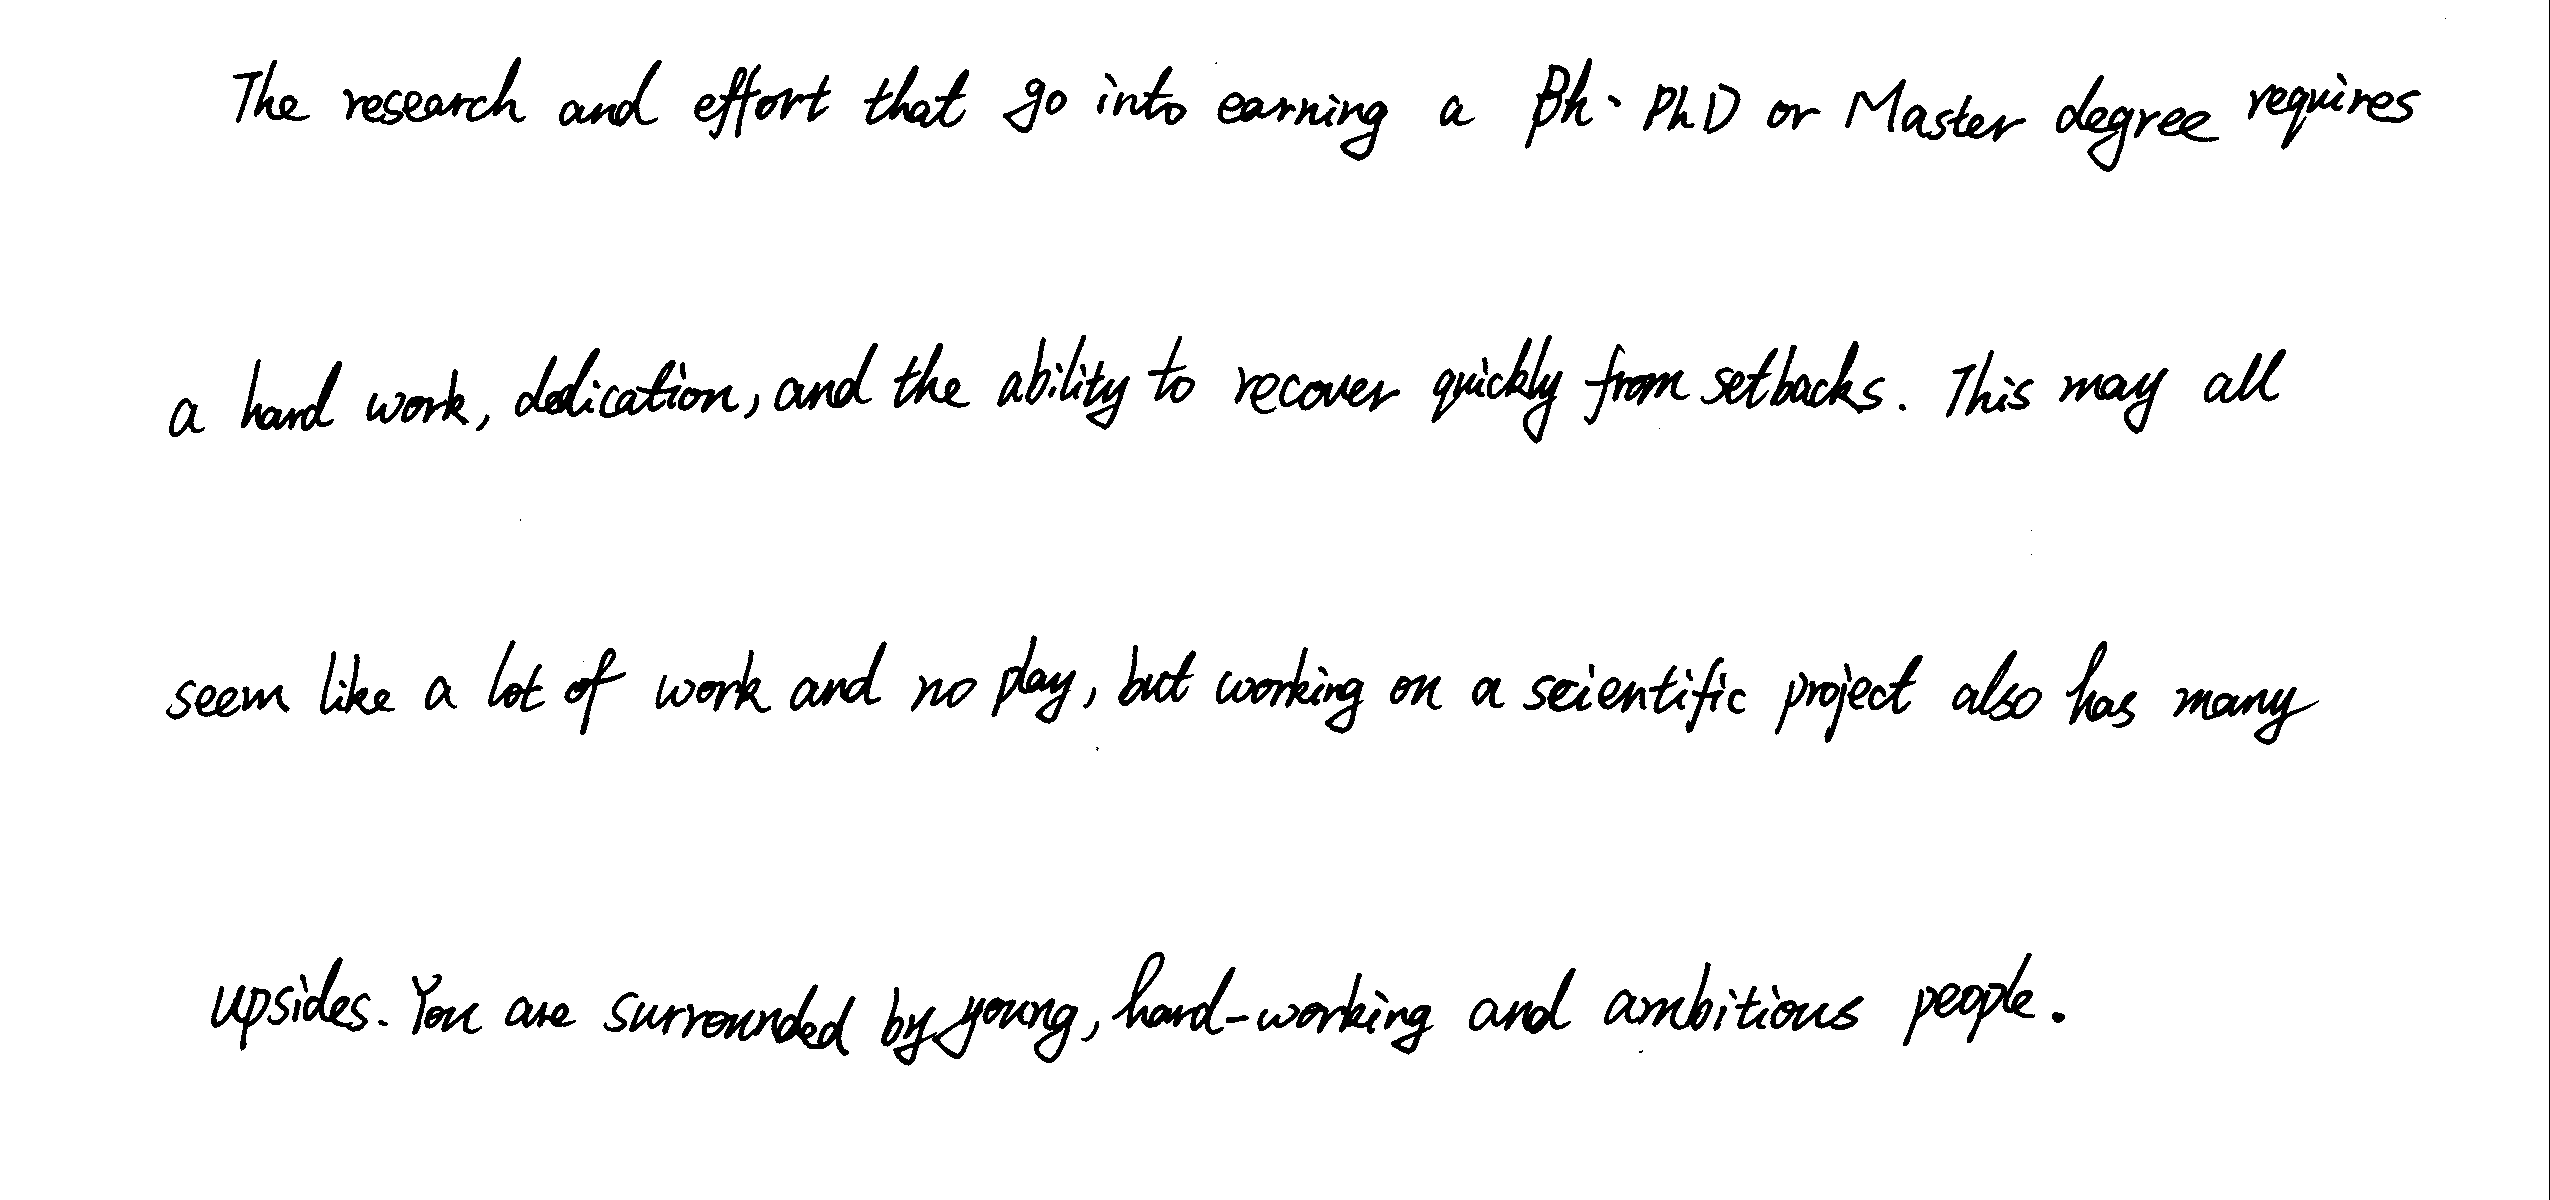 The research and effort that go into earning a Ph. PhD or Master degree requires
a hard work, dedication, and the ability to recover quickly from setbacks. This may all
seem like a lot of work and no play, but working on a scientific project also has many
upsides. You are surrounded by young, hard-working and ambitious people.